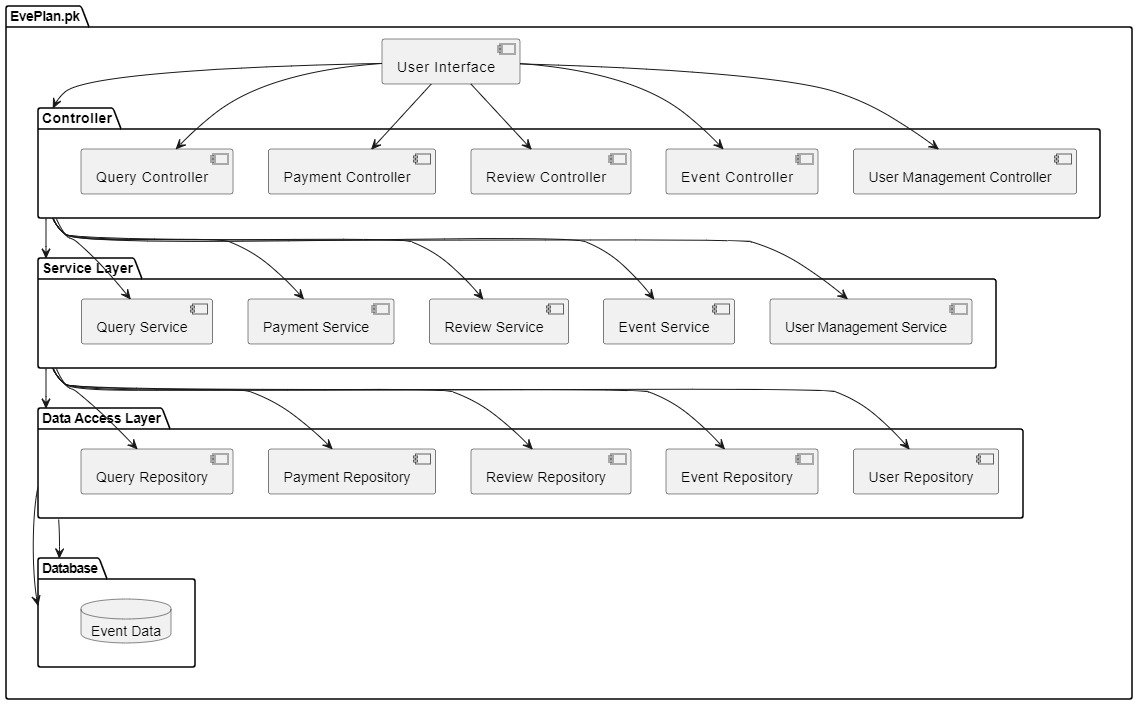 EvePlan.pk
User Interface
Controller
Query Controller
Payment Controller
Review Controller
Event Controller
User Management Controller
Service Layer
Query Service
Payment Service
Review Service
Event Service
User Management Service
Data Access Layer
Query Repository
Payment Repository
Review Repository
Event Repository
User Repository
Database
Event Data